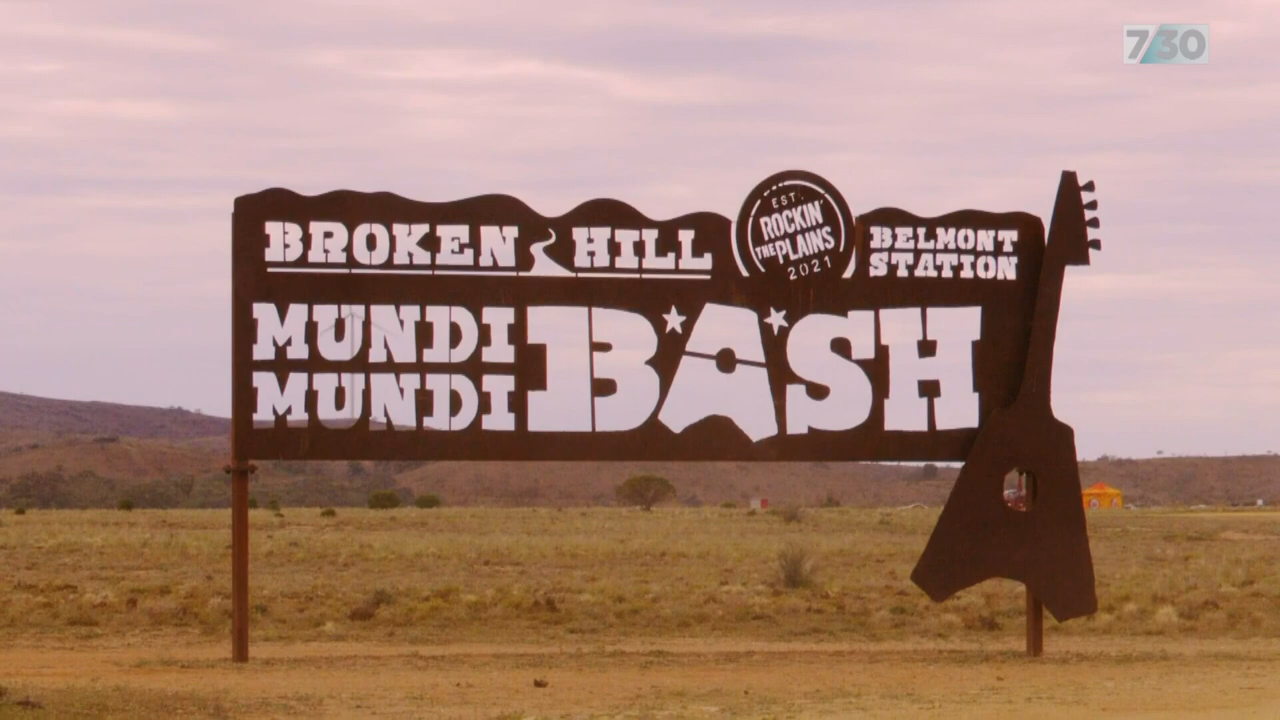 7/30
BROKEN HILL
EST.
ROCKIN'
THE PLAINS
2021
BELMONT
STATION
MUNDI
MUNDI
BASH